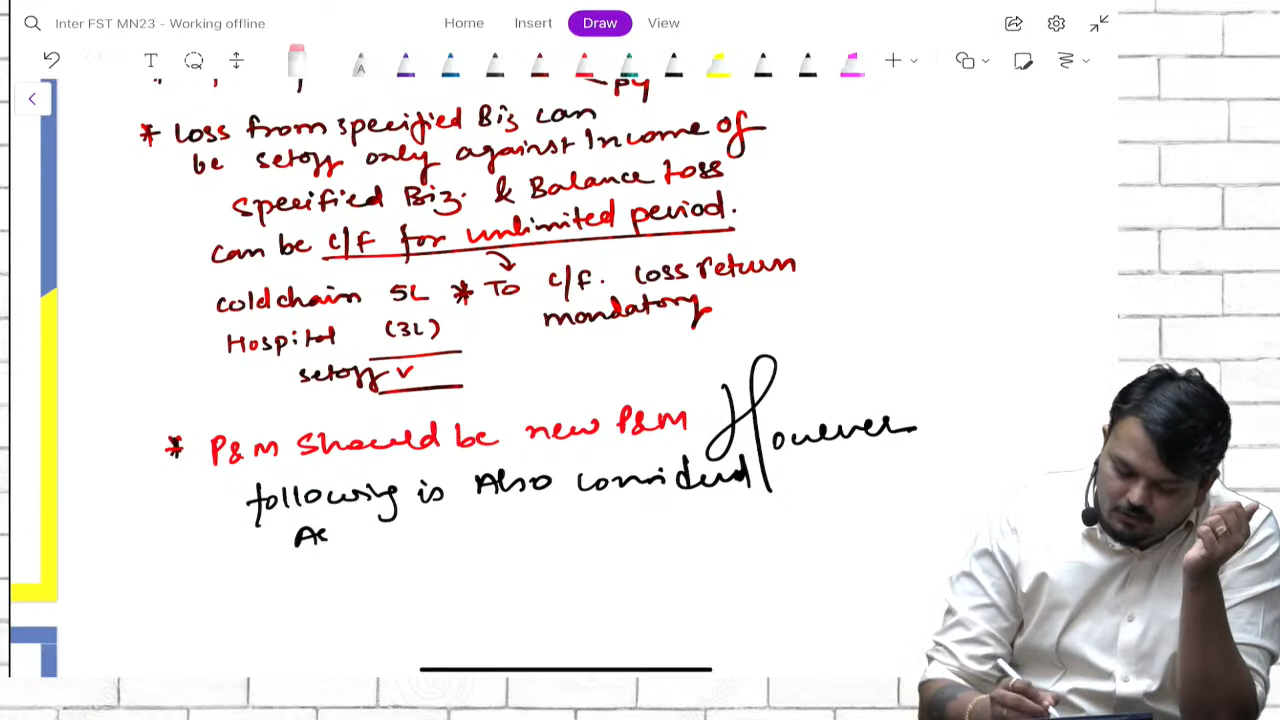 Inter FST MN23 - Working offline
Home Insert Draw View
PY
* Loss from specified Biz can
be setoff only against Income of
specified Biz. & Balance Loss
can be c/f for unlimited period.
coldchain 5L * To c/f. loss return
Hospital (3L) mandatory
setoff ✓
* P&M should be new P&M However
following is Also considered
As